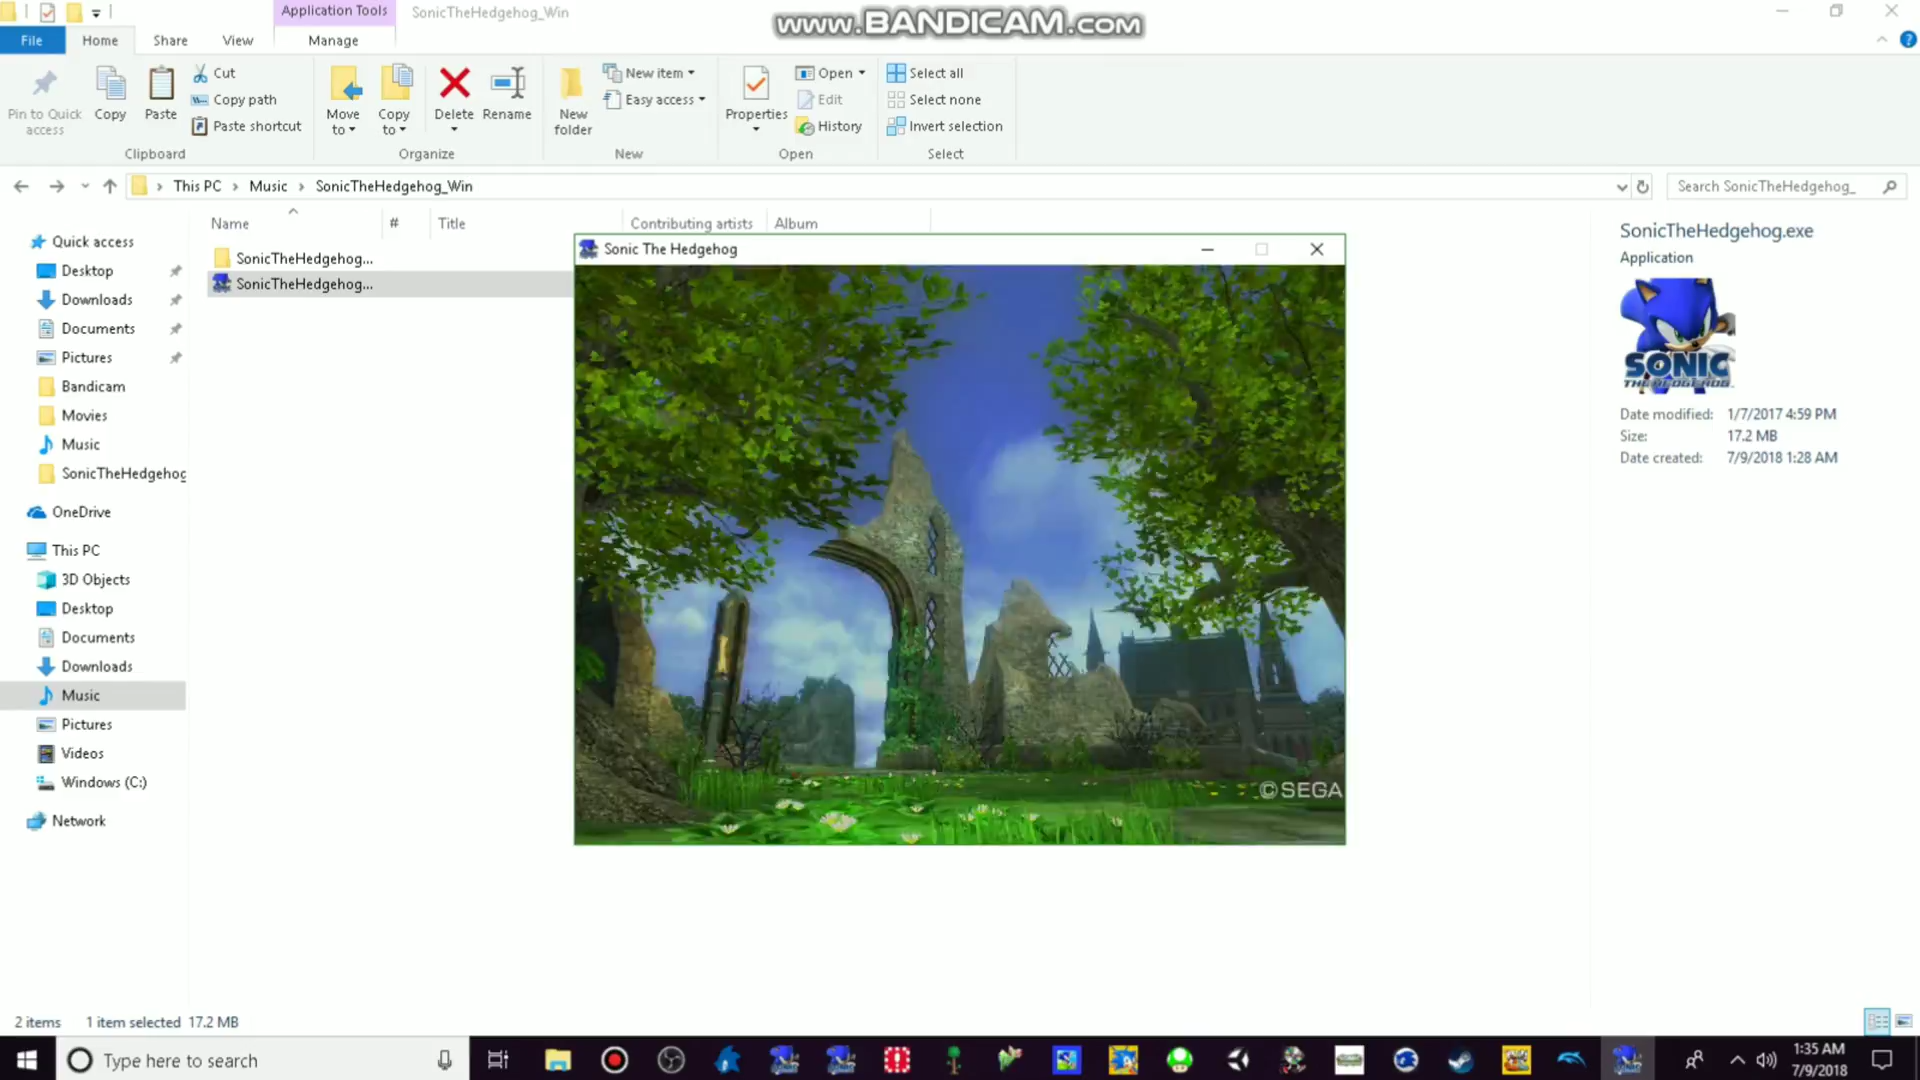 Application Tools
SonicTheHedgehog_Win
www.BANDICAM.com
File
Home
Share
View
Manage
Pin to Quick access
Copy
Paste
Cut
Copy path
Paste shortcut
Clipboard
Move to
Copy to
Delete
Rename
Organize
New folder
New item
Easy access
New
Properties
Open
Edit
History
Open
Select all
Select none
Invert selection
Select
This PC
Music
SonicTheHedgehog_Win
Search SonicTheHedgehog_
Name
#
Title
Contributing artists
Album
SonicTheHedgehog...
SonicTheHedgehog...
Quick access
Desktop
Downloads
Documents
Pictures
Bandicam
Movies
Music
SonicTheHedgehog
OneDrive
This PC
3D Objects
Desktop
Documents
Downloads
Music
Pictures
Videos
Windows (C:)
Network
Sonic The Hedgehog
©SEGA
SonicTheHedgehog.exe
Application
SONIC
THE HEDGEHOG
Date modified: 1/7/2017 4:59 PM
Size: 17.2 MB
Date created: 7/9/2018 1:28 AM
2 items
1 item selected 17.2 MB
Type here to search
1:35 AM
7/9/2018